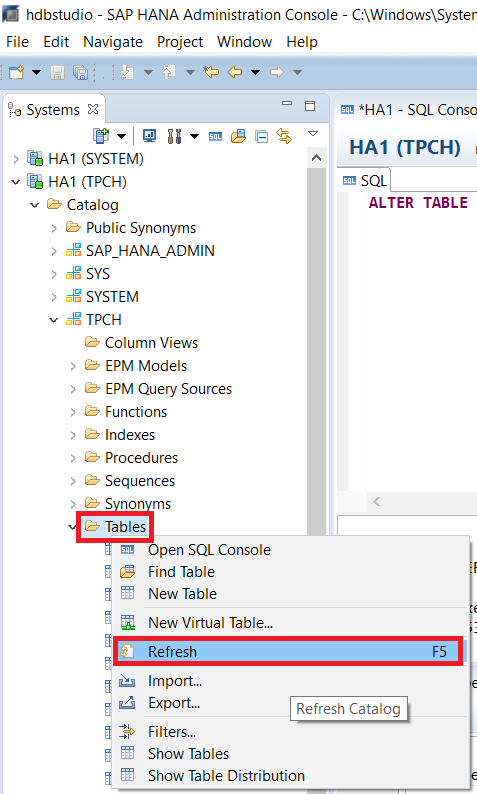 hdbstudio - SAP HANA Administration Console - C:\Windows\System
File Edit Navigate Project Window Help
Systems
*HA1 - SQL Conso
HA1 (SYSTEM)
HA1 (TPCH)
HA1 (TPCH)
SQL
ALTER TABLE
Catalog
Public Synonyms
SAP_HANA_ADMIN
SYS
SYSTEM
TPCH
Column Views
EPM Models
EPM Query Sources
Functions
Indexes
Procedures
Sequences
Synonyms
Tables
Open SQL Console
Find Table
New Table
New Virtual Table...
Refresh F5
Import...
Export...
Refresh Catalog
Filters...
Show Tables
Show Table Distribution